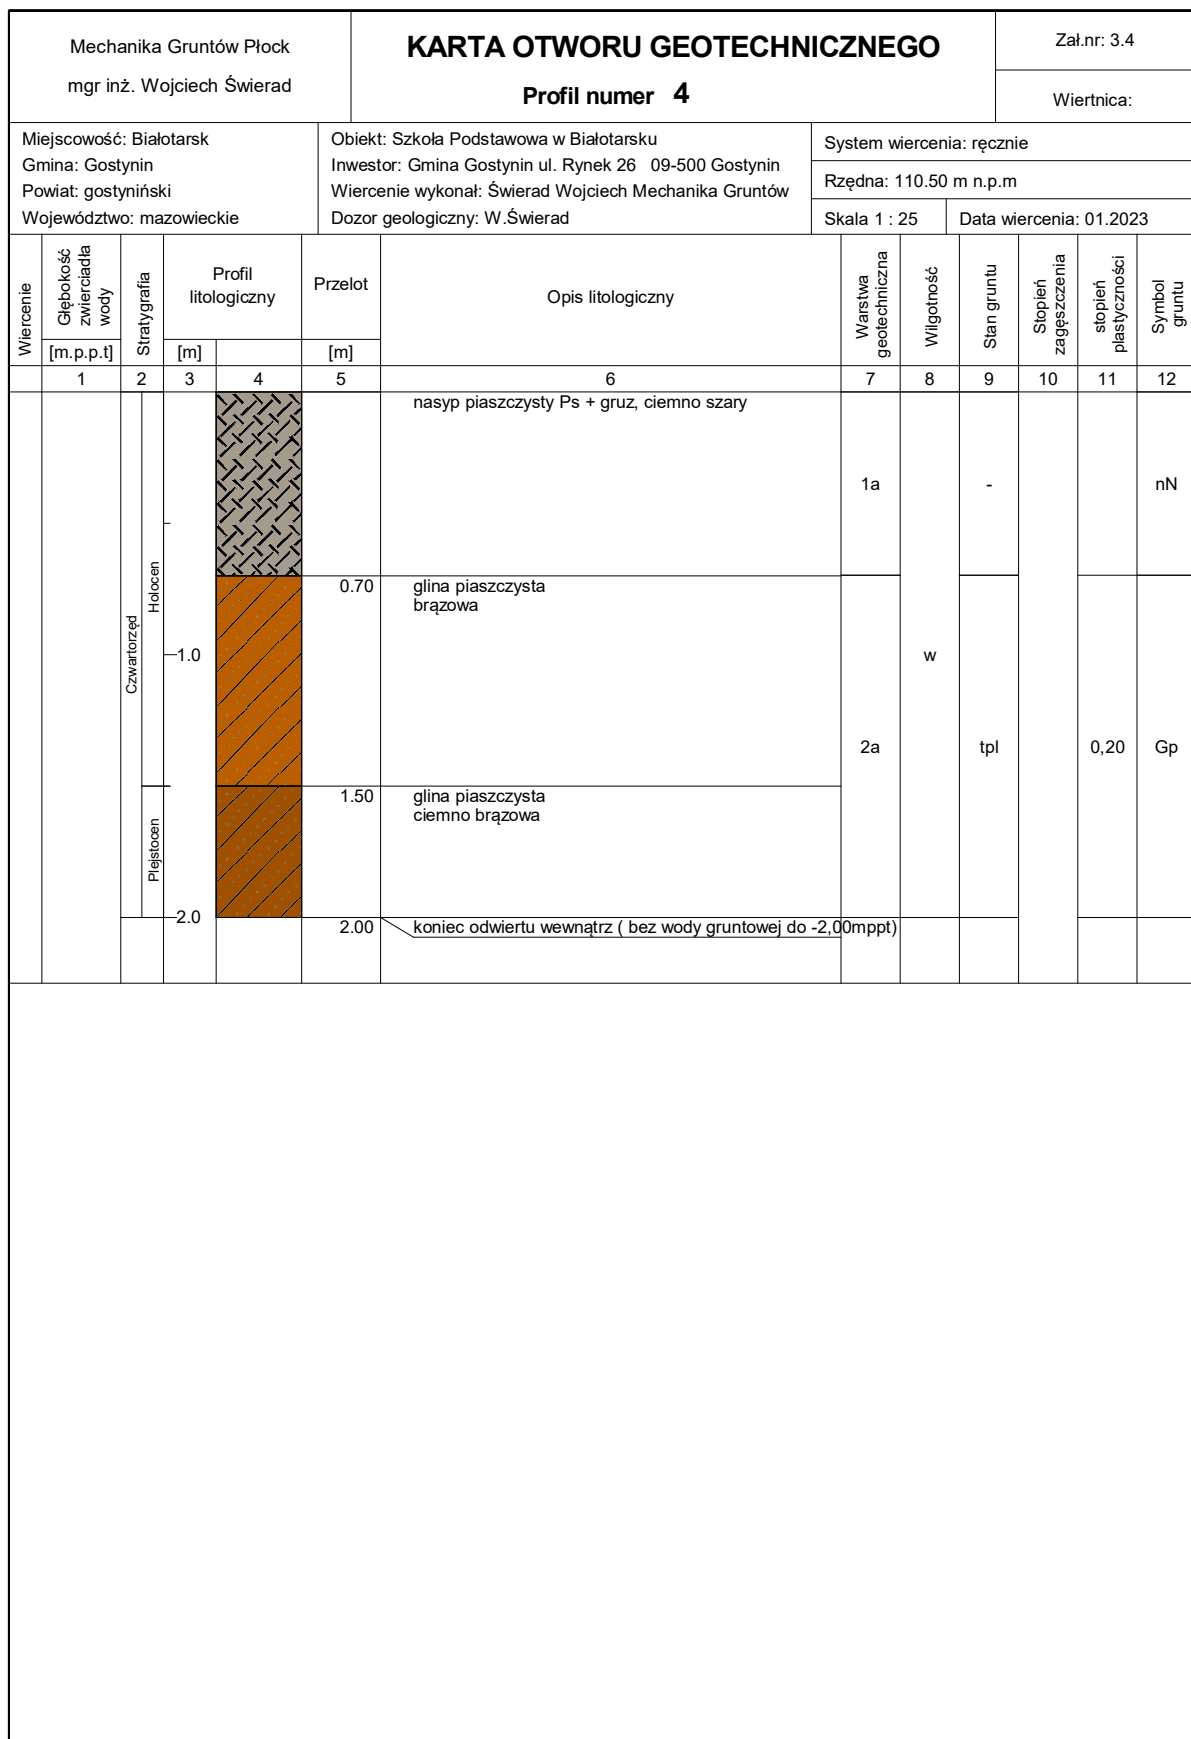 Mechanika Gruntów Płock
mgr inż. Wojciech Świerad
KARTA OTWORU GEOTECHNICZNEGO
Profil numer 4
Zał.nr: 3.4
Wiertnica:
Miejscowość: Białotarsk
Gmina: Gostynin
Powiat: gostyniński
Województwo: mazowieckie
Obiekt: Szkoła Podstawowa w Białotarsku
Inwestor: Gmina Gostynin ul. Rynek 26 09-500 Gostynin
Wiercenie wykonał: Świerad Wojciech Mechanika Gruntów
Dozor geologiczny: W.Świerad
System wiercenia: ręcznie
Rzędna: 110.50 m n.p.m
Skala 1 : 25
Data wiercenia: 01.2023
Wiercenie
Głębokość
zwierciadła
wody
[m.p.p.t]
Stratygrafia
Profil
litologiczny
[m]
Przelot
[m]
Opis litologiczny
Warstwa
geotechniczna
Wilgotność
Stan gruntu
Stopień
zagęszczenia
stopień
plastyczności
Symbol
gruntu
1 2 3 4 5 6 7 8 9 10 11 12
nasyp piaszczysty Ps + gruz, ciemno szary
1a - nN
Czwartorzęd
Holocen
0.70 glina piaszczysta
brązowa
1.0
w
2a tpl 0,20 Gp
1.50 glina piaszczysta
ciemno brązowa
Plejstocen
2.0
2.00 koniec odwiertu wewnątrz ( bez wody gruntowej do -2,00mppt)